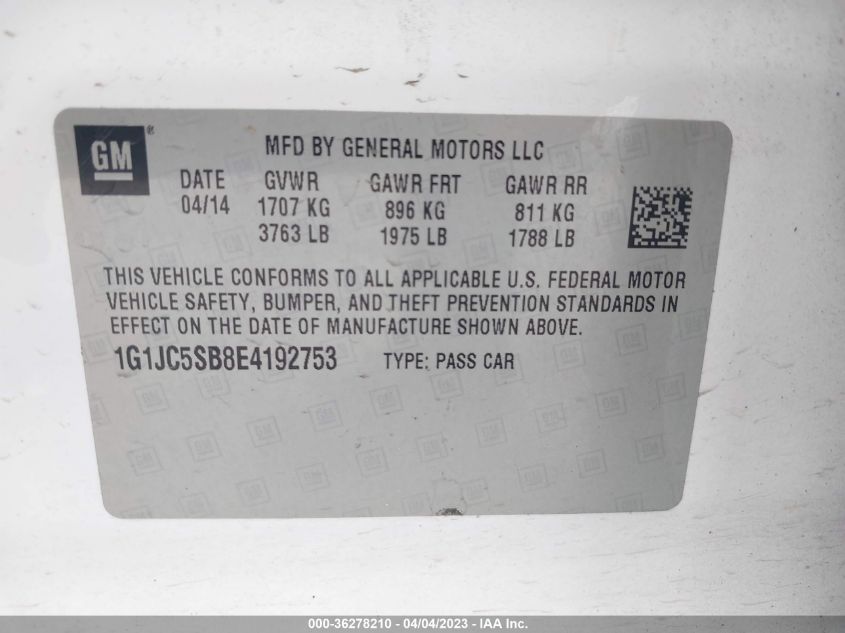 GM®
MFD BY GENERAL MOTORS LLC
DATE GVWR GAWR FRT GAWR RR
04/14 1707 KG 896 KG 811 KG
3763 LB 1975 LB 1788 LB
THIS VEHICLE CONFORMS TO ALL APPLICABLE U.S. FEDERAL MOTOR
VEHICLE SAFETY, BUMPER, AND THEFT PREVENTION STANDARDS IN
EFFECT ON THE DATE OF MANUFACTURE SHOWN ABOVE.
1G1JC5SB8E4192753 TYPE: PASS CAR
000-36278210 - 04/04/2023 - IAA Inc.